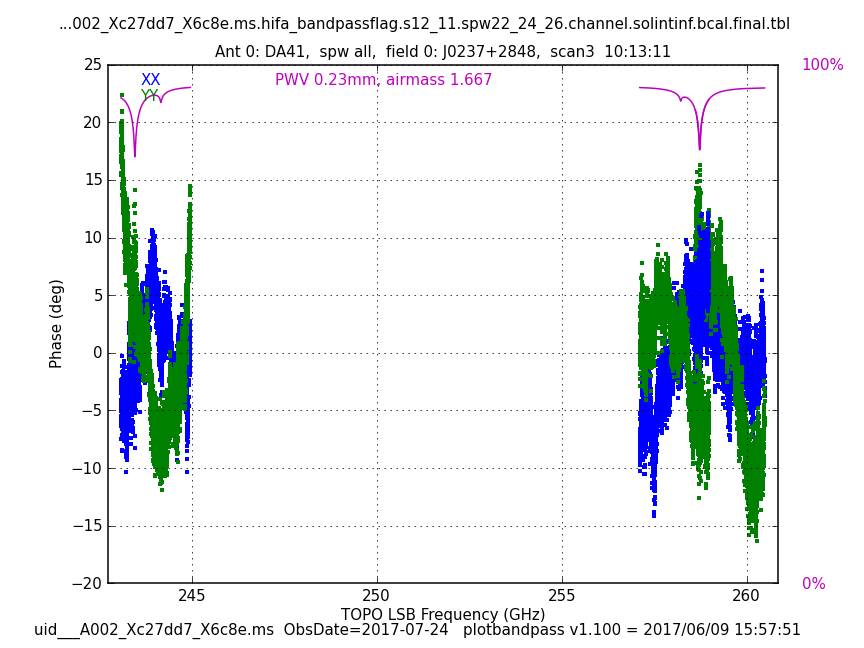 ...002_Xc27dd7_X6c8e.ms.hifa_bandpassflag.s12_11.spw22_24_26.channel.solintinf.bcal.final.tbl
Ant 0: DA41,  spw all,  field 0: J0237+2848,  scan3  10:13:11
25
100%
XX
PWV 0.23mm, airmass 1.667
YY
20
15
10
5
Phase (deg)
0
−5
−10
−15
−20
0%
245
250
255
260
TOPO LSB Frequency (GHz)
uid___A002_Xc27dd7_X6c8e.ms  ObsDate=2017-07-24   plotbandpass v1.100 = 2017/06/09 15:57:51